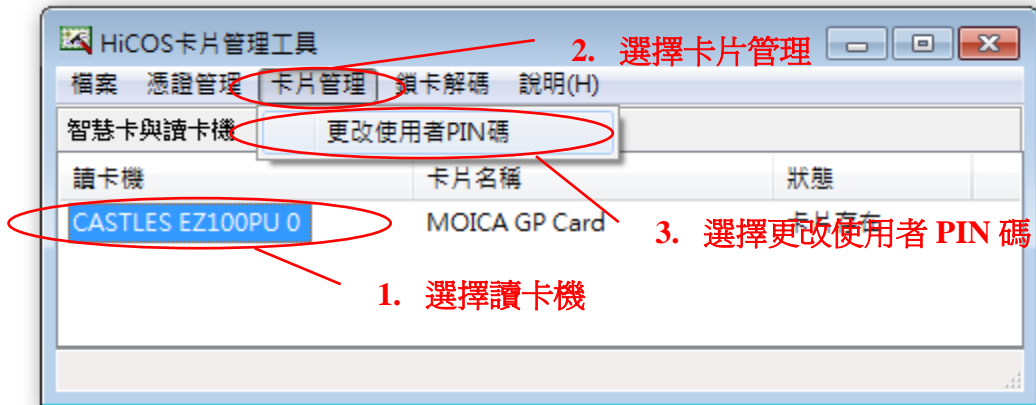 HiCOS卡片管理工具
2. 選擇卡片管理
檔案 憑證管理 卡片管理 鎖卡解碼 說明(H)
智慧卡與讀卡機
更改使用者PIN碼
讀卡機 卡片名稱 狀態
CASTLES EZ100PU 0 MOICA GP Card 卡片存在
3. 選擇更改使用者 PIN 碼
1. 選擇讀卡機